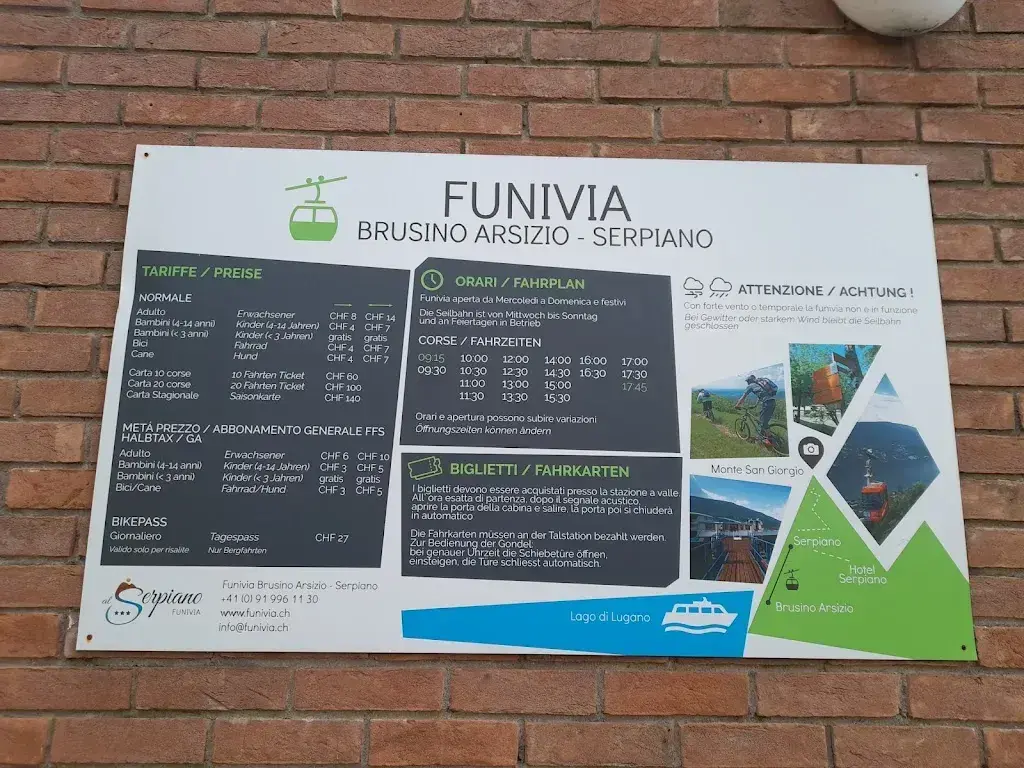 FUNIVIA
BRUSINO ARSIZIO - SERPIANO
TARIFFE / PREISE
NORMALE
Adulto Erwachsener CHF 8 CHF 14
Bambini (4-14 anni) Kinder (4-14 Jahren) CHF 4 CHF 7
Bambini (< 3 anni) Kinder (< 3 Jahren) gratis gratis
Bici Fahrrad CHF 4 CHF 7
Cane Hund CHF 4 CHF 7
Carta 10 corse 10 Fahrten Ticket CHF 60
Carta 20 corse 20 Fahrten Ticket CHF 100
Carta Stagionale Saisonkarte CHF 140
METÀ PREZZO / ABBONAMENTO GENERALE FFS
HALBTAX / GA
Adulto Erwachsener CHF 6 CHF 10
Bambini (4-14 anni) Kinder (4-14 Jahren) CHF 3 CHF 5
Bambini (< 3 anni) Kinder (< 3 Jahren) gratis gratis
Bici/Cane Fahrrad/Hund CHF 3 CHF 5
BIKEPASS
Giornaliero Tagespass CHF 27
Valido solo per risalite Nur Bergfahrten
ORARI / FAHRPLAN
Funivia aperta da Mercoledì a Domenica e festivi
Die Seilbahn ist von Mittwoch bis Sonntag
und an Feiertagen in Betrieb
CORSE / FAHRZEITEN
09:15 10:00 12:00 14:00 16:00 17:00
09:30 10:30 12:30 14:30 16:30 17:30
11:00 13:00 15:00 17:45
11:30 13:30 15:30
Orari e apertura possono subire variazioni
Öffnungszeiten können ändern
BIGLIETTI / FAHRKARTEN
I biglietti devono essere acquistati presso la stazione a valle.
All'ora esatta di partenza, dopo il segnale acustico,
aprire la porta della cabina e salire, la porta poi si chiuderà
in automatico
Die Fahrkarten müssen an der Talstation bezahlt werden.
Zur Bedienung der Gondel:
bei genauer Uhrzeit die Schiebetüre öffnen,
einsteigen, die Türe schliesst automatisch.
ATTENZIONE / ACHTUNG !
Con forte vento o temporale la funivia non è in funzione
Bei Gewitter oder starkem Wind bleibt die Seilbahn
geschlossen
Monte San Giorgio
Serpiano
Hotel
Serpiano
Brusino Arsizio
Lago di Lugano
al Serpiano
FUNIVIA
Funivia Brusino Arsizio - Serpiano
+41 (0) 91 996 11 30
www.funivia.ch
info@funivia.ch